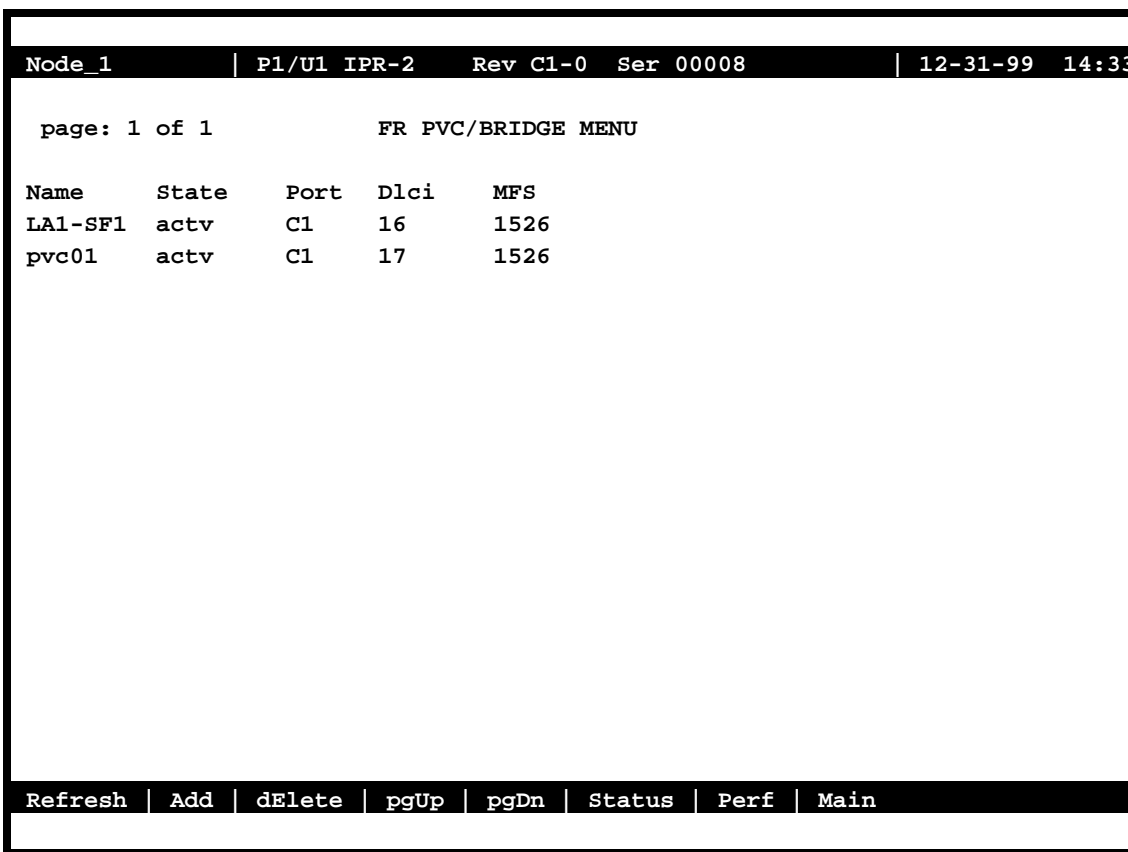 Node_1 | P1/U1 IPR-2 Rev C1-0 Ser 00008 | 12-31-99 14:33
page: 1 of 1 FR PVC/BRIDGE MENU
Name State Port Dlci MFS
LA1-SF1 actv C1 16 1526
pvc01 actv C1 17 1526
Refresh | Add | dElete | pgUp | pgDn | Status | Perf | Main